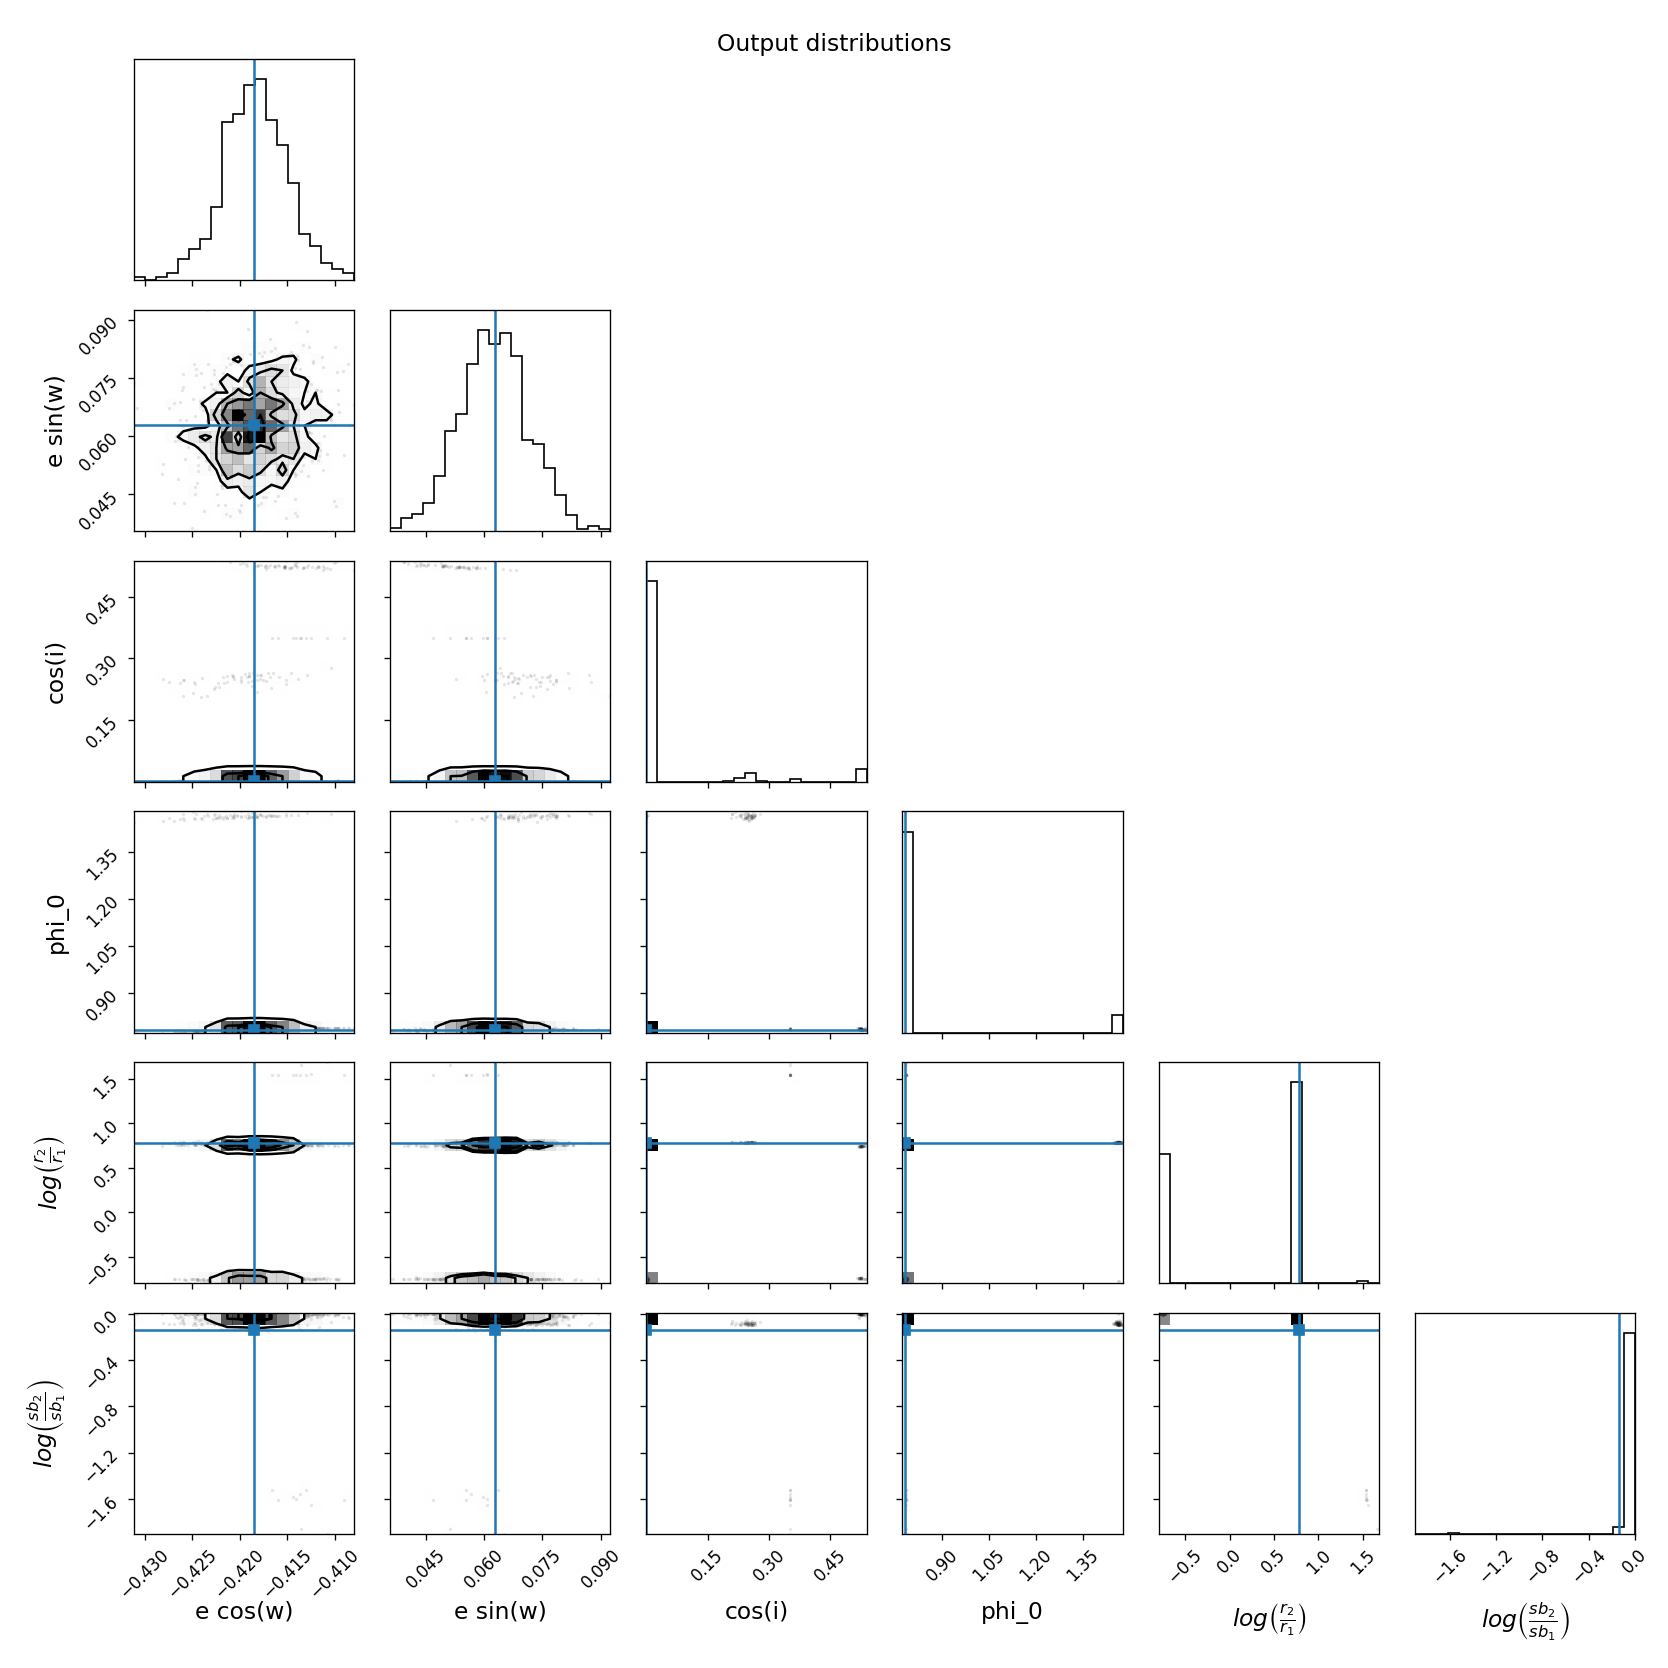 Output distributions
0.090
0.075
0.060
0.045
e sin(w)
0.45
0.30
0.15
cos(i)
1.35
1.20
1.05
0.90
phi_0
1.5
1.0
0.5
0.0
−0.5
log(r2/r1)
0.0
−0.4
−0.8
−1.2
−1.6
log(sb2/sb1)
−0.430 −0.425 −0.420 −0.415 −0.410
0.045 0.060 0.075 0.090
0.15 0.30 0.45
0.90 1.05 1.20 1.35
−0.5 0.0 0.5 1.0 1.5
−1.6 −1.2 −0.8 −0.4 0.0
e cos(w)
e sin(w)
cos(i)
phi_0
log(r2/r1)
log(sb2/sb1)